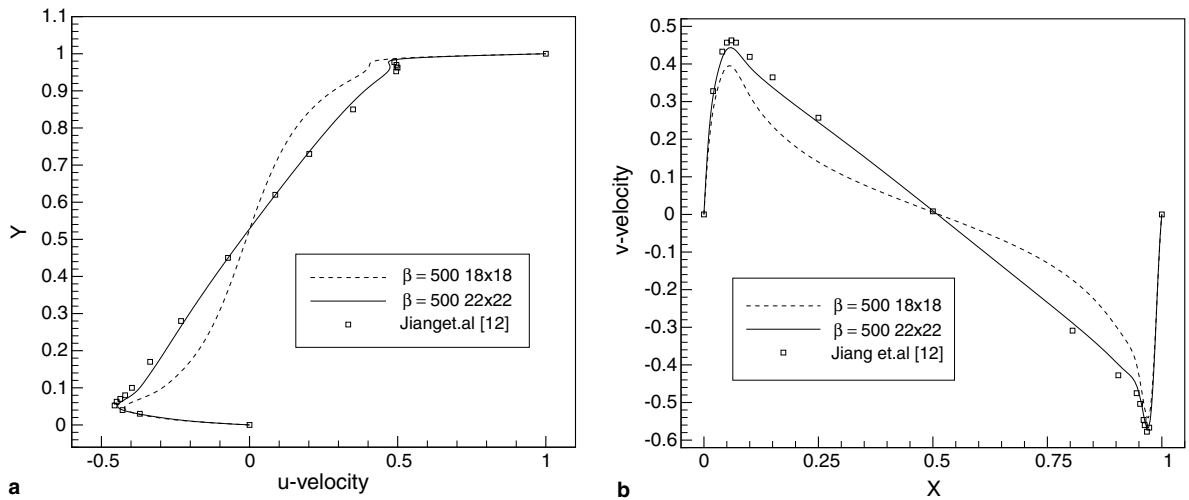 1.1
1
0.9
0.8
0.7
0.6
0.5
0.4
0.3
0.2
0.1
0
Y
-0.5
0
0.5
1
u-velocity
β = 500 18x18
β = 500 22x22
Jianget.al [12]
a
0.5
0.4
0.3
0.2
0.1
0
-0.1
-0.2
-0.3
-0.4
-0.5
-0.6
v-velocity
0
0.25
0.5
0.75
1
X
β = 500 18x18
β = 500 22x22
Jiang et.al [12]
b